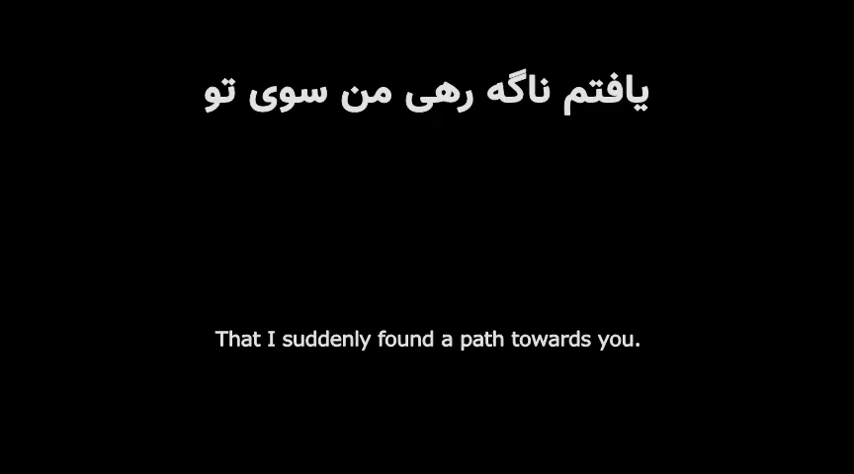 یافتم ناگه رهی من سوی تو
That I suddenly found a path towards you.